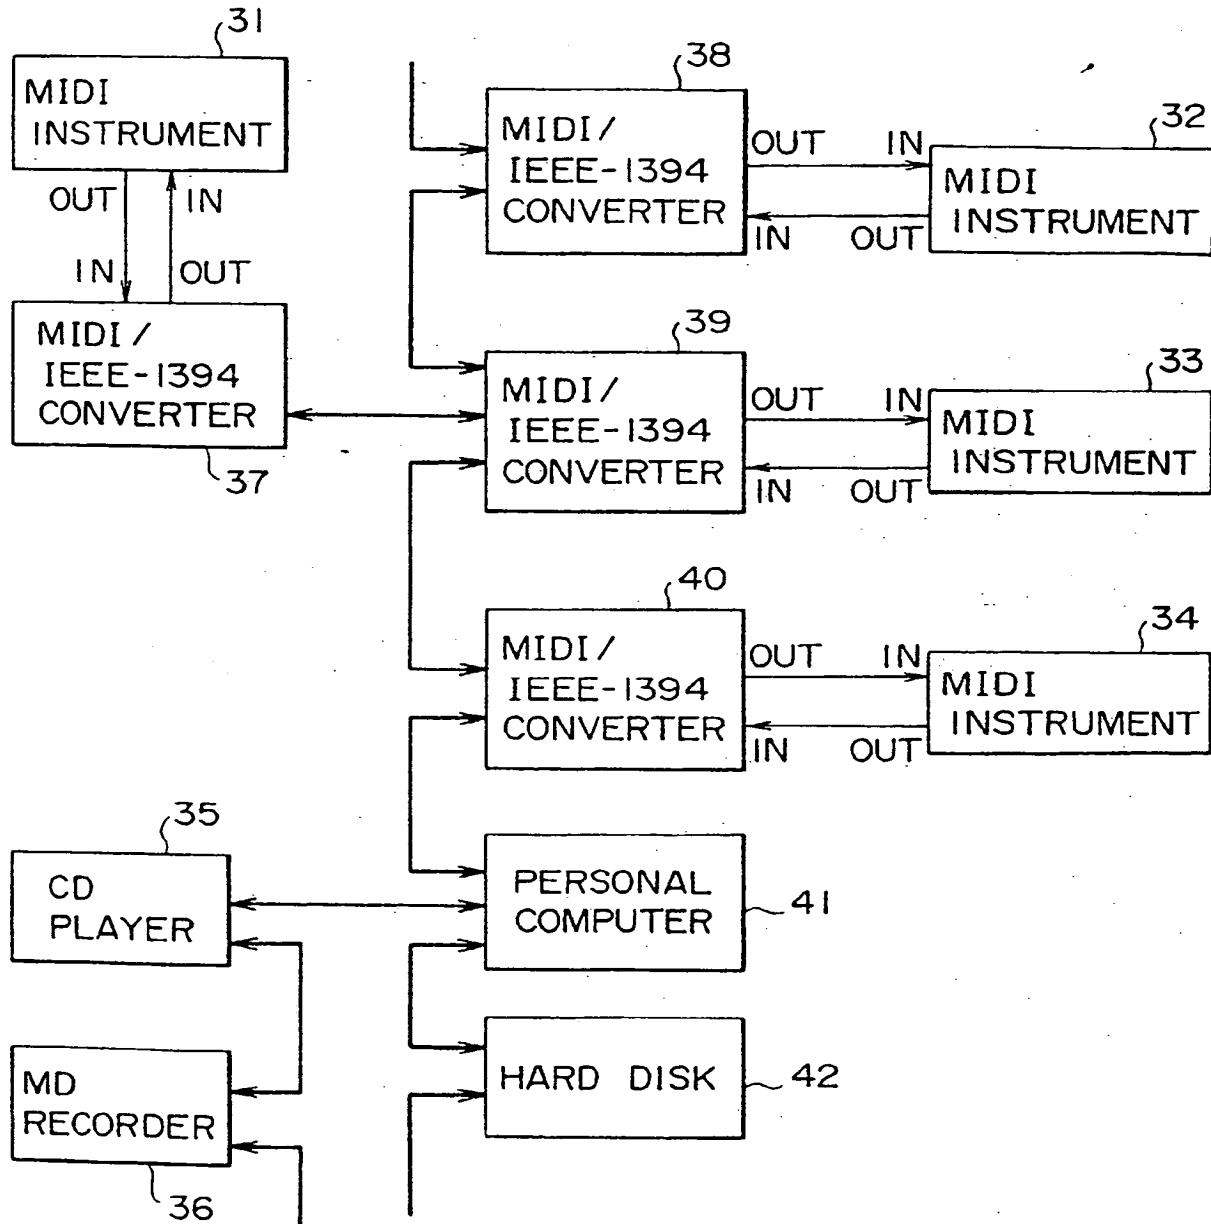 31
MIDI
INSTRUMENT
OUT
IN
IN
OUT
MIDI/
IEEE-1394
CONVERTER
37
38
MIDI/
IEEE-1394
CONVERTER
OUT
IN
IN
OUT
32
MIDI
INSTRUMENT
39
MIDI/
IEEE-1394
CONVERTER
OUT
IN
IN
OUT
33
MIDI
INSTRUMENT
40
MIDI/
IEEE-1394
CONVERTER
OUT
IN
IN
OUT
34
MIDI
INSTRUMENT
35
CD
PLAYER
PERSONAL
COMPUTER
41
MD
RECORDER
36
HARD DISK
42